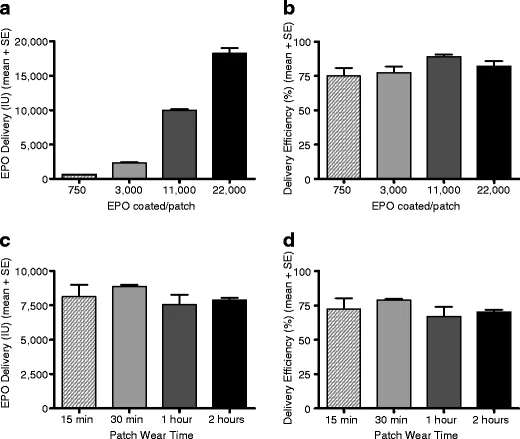 a
EPO Delivery (IU) (mean + SE)
20,000
15,000
10,000
5,000
0
750 3,000 11,000 22,000
EPO coated/patch
b
Delivery Efficiency (%) (mean + SE)
100
75
50
25
0
750 3,000 11,000 22,000
EPO coated/patch
c
EPO Delivery (IU) (mean + SE)
10,000
7,500
5,000
2,500
0
15 min 30 min 1 hour 2 hours
Patch Wear Time
d
Delivery Efficiency (%) (mean + SE)
100
75
50
25
0
15 min 30 min 1 hour 2 hours
Patch Wear Time